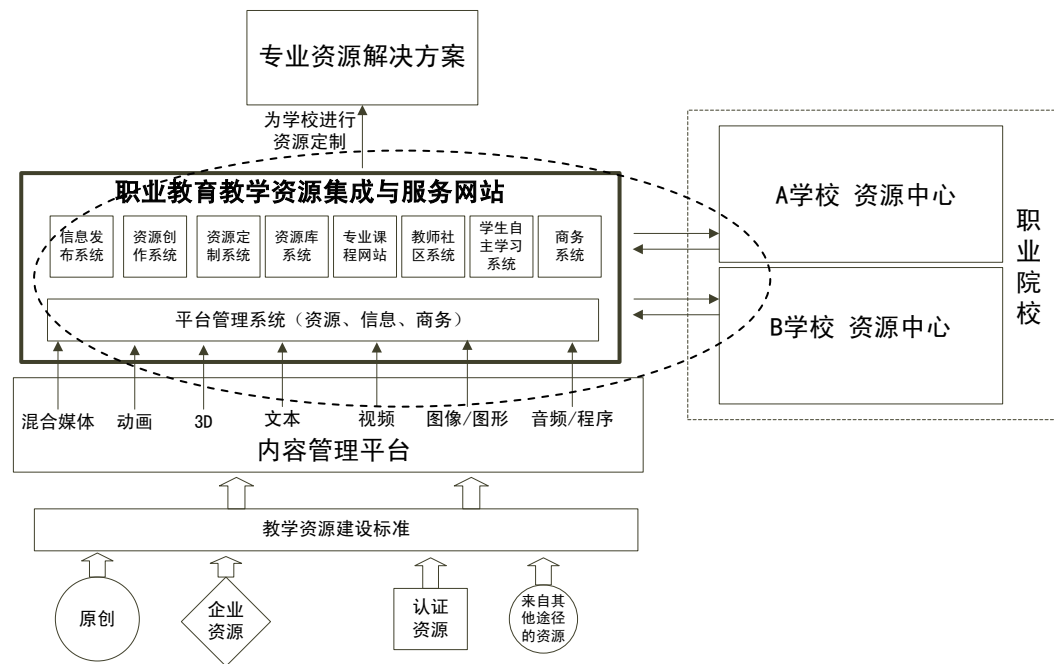 专业资源解决方案
为学校进行
资源定制
职业教育教学资源集成与服务网站
信息发
布系统
资源创
作系统
资源定
制系统
资源库
系统
专业课
程网站
教师社
区系统
学生自
主学习
系统
商务
系统
平台管理系统（资源、信息、商务）
A学校 资源中心
B学校 资源中心
职业院校
混合媒体
动画
3D
文本
视频
图像/图形
音频/程序
内容管理平台
教学资源建设标准
原创
企业
资源
认证
资源
来自其
他途径
的资源